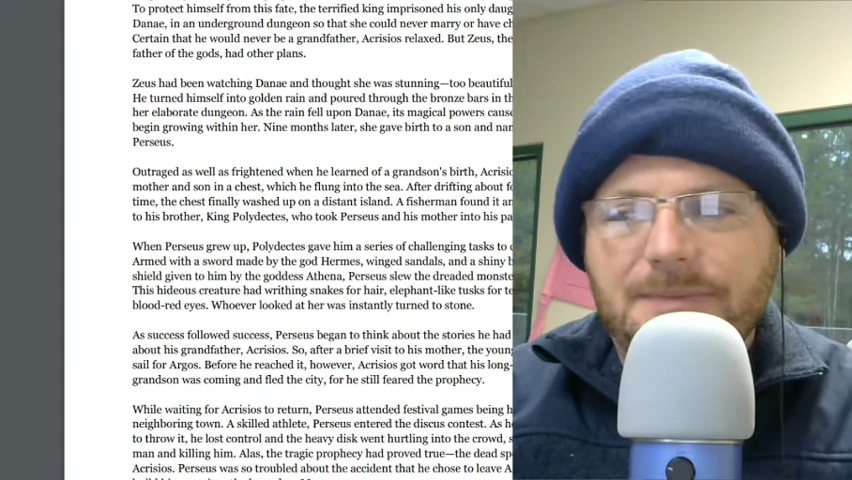 To protect himself from this fate, the terrified king imprisoned his only
Danae, in an underground dungeon so that she could never marry or have
Certain that he would never be a grandfather, Acrisios relaxed. But Zeus, the
father of the gods, had other plans.
Zeus had been watching Danae and thought she was stunning—too beautiful
He turned himself into golden rain and poured through the bronze bars in
her elaborate dungeon. As the rain fell upon Danae, its magical powers
begin growing within her. Nine months later, she gave birth to a son and
Perseus.
Outraged as well as frightened when he learned of a grandson's birth,
mother and son in a chest, which he flung into the sea. After drifting about
time, the chest finally washed up on a distant island. A fisherman found it
to his brother, King Polydectes, who took Perseus and his mother into his
When Perseus grew up, Polydectes gave him a series of challenging tasks to
Armed with a sword made by the god Hermes, winged sandals, and a shiny
shield given to him by the goddess Athena, Perseus slew the dreaded
This hideous creature had writhing snakes for hair, elephant-like tusks for
blood-red eyes. Whoever looked at her was instantly turned to stone.
As success followed success, Perseus began to think about the stories he had
about his grandfather, Acrisios. So, after a brief visit to his mother, the
sail for Argos. Before he reached it, however, Acrisios got word that his
grandson was coming and fled the city, for he still feared the prophecy.
While waiting for Acrisios to return, Perseus attended festival games being
neighboring town. A skilled athlete, Perseus entered the discus contest. As
to throw it, he lost control and the heavy disk went hurtling into the crowd,
man and killing him. Alas, the tragic prophecy had proved true—the dead
Acrisios. Perseus was so troubled about the accident that he chose to leave